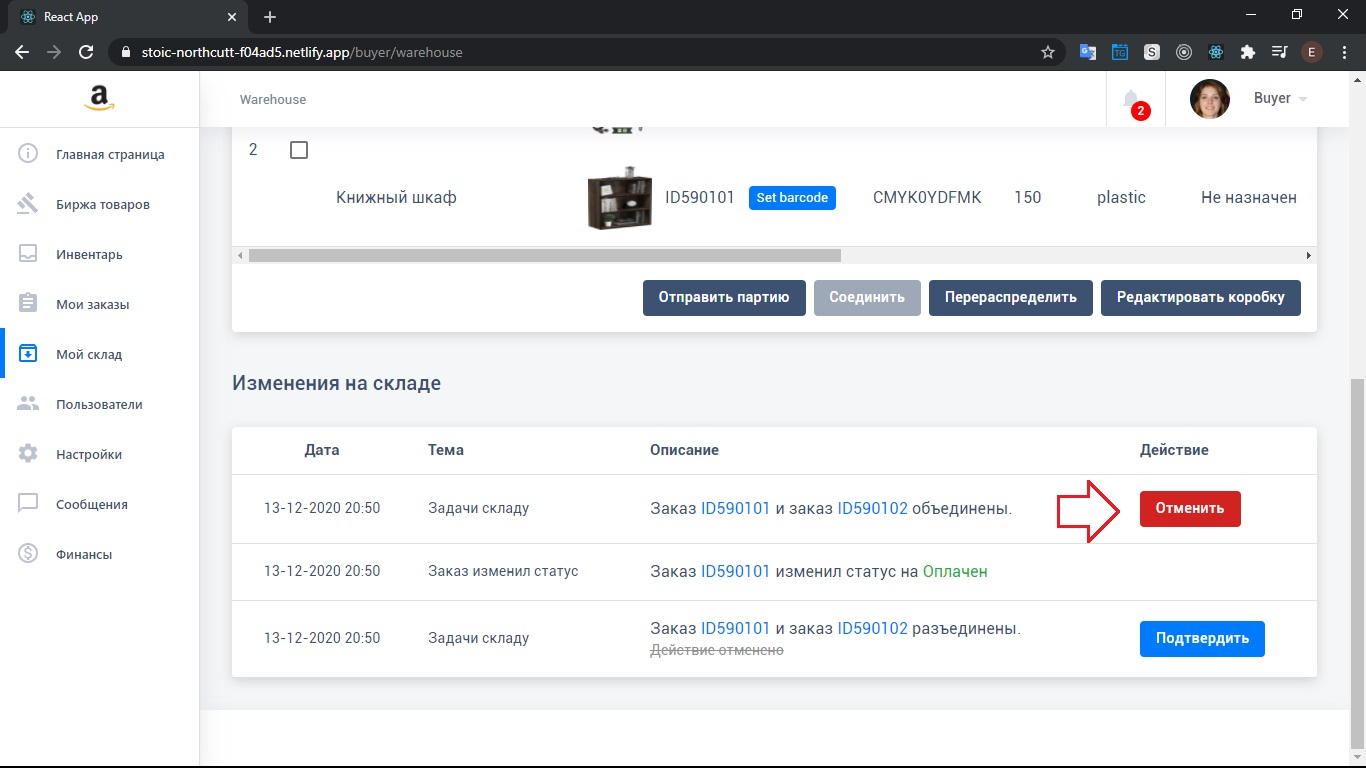 React App
stoic-northcutt-f04ad5.netlify.app/buyer/warehouse
TG
S
E
a
Warehouse
2
Buyer
Главная страница
Биржа товаров
Инвентарь
Мои заказы
Мой склад
Пользователи
Настройки
Сообщения
Финансы
2
Книжный шкаф ID590101 Set barcode CMYK0YDFMK 150 plastic Не назначен
Отправить партию Соединить Перераспределить Редактировать коробку
Изменения на складе
Дата Тема Описание Действие
13-12-2020 20:50 Задачи складу Заказ ID590101 и заказ ID590102 объединены. Отменить
13-12-2020 20:50 Заказ изменил статус Заказ ID590101 изменил статус на Оплачен
13-12-2020 20:50 Задачи складу Заказ ID590101 и заказ ID590102 разъединены. Подтвердить
Действие отменено